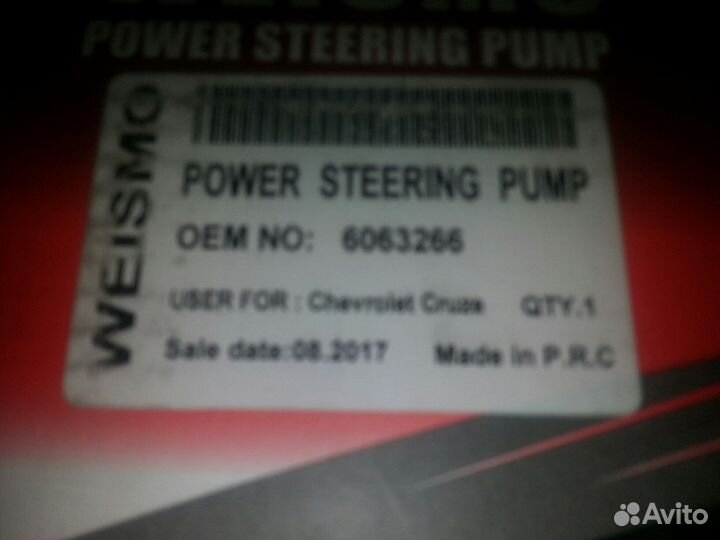 WEISMO
POWER STEERING PUMP
WEISMO
POWER STEERING PUMP
OEM NO: 6063266
USER FOR : Chevrolet Cruze QTY.1
Sale date:08.2017 Made in P.R.C
Avito